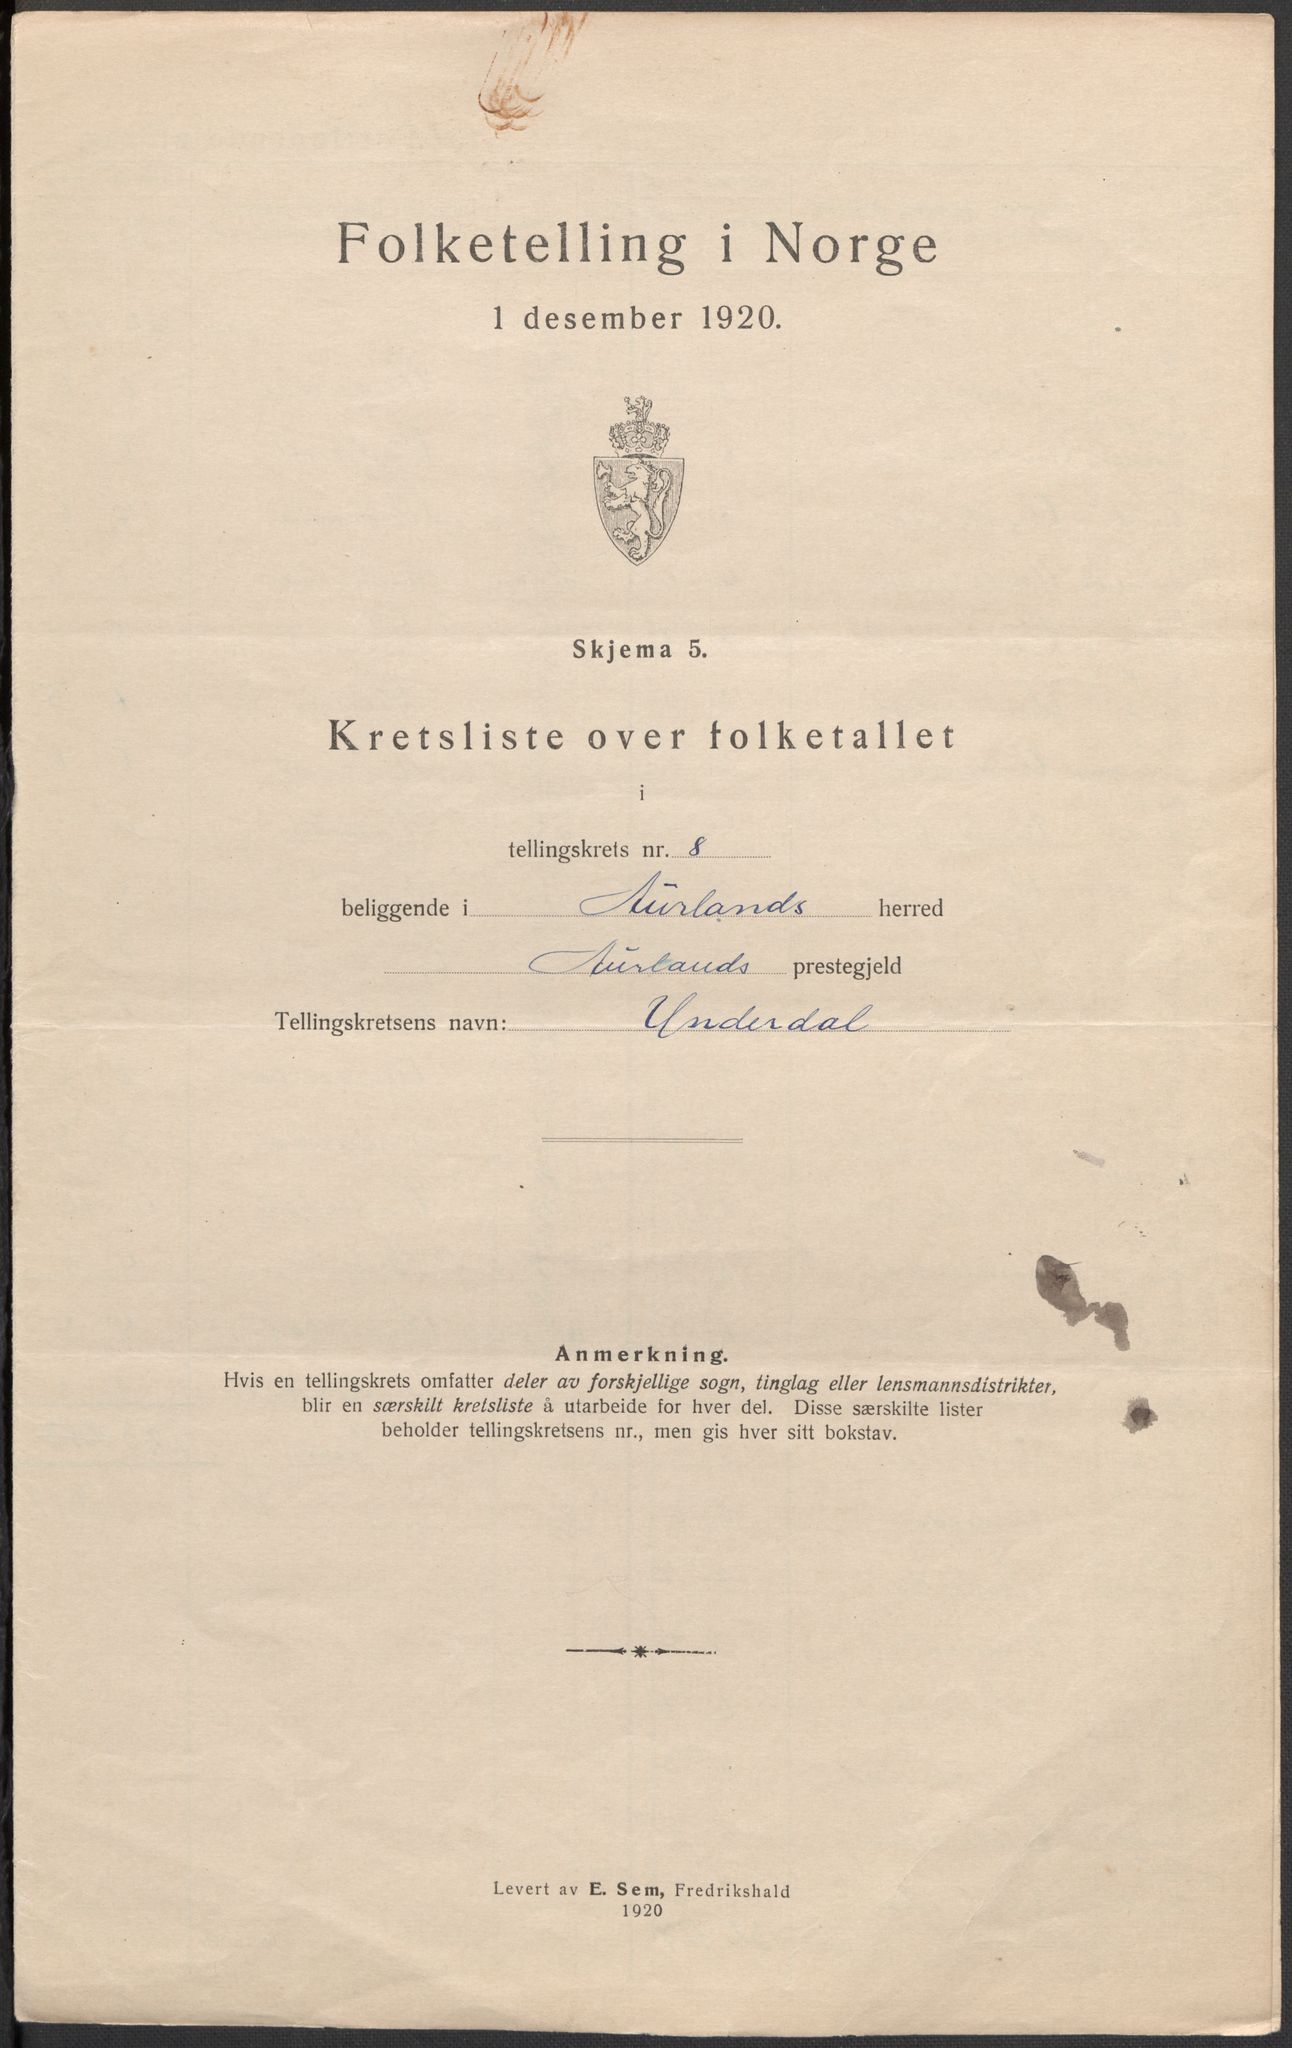 Folketelling i Norge
1 desember 1920.
Skjema 5.
Kretsliste over folketallet
i
tellingskrets nr. 8
beliggende i Aurlands herred
Aurlands prestegjeld
Tellingskretsens navn: Underdal
Anmerkning.
Hvis en tellingskrets omfatter deler av forskjellige sogn, tinglag eller lensmannsdistrikter,
blir en særskilt kretsliste å utarbeide for hver del. Disse særskilte lister
beholder tellingskretsens nr., men gis hver sitt bokstav.
Levert av E. Sem, Fredrikshald
1920